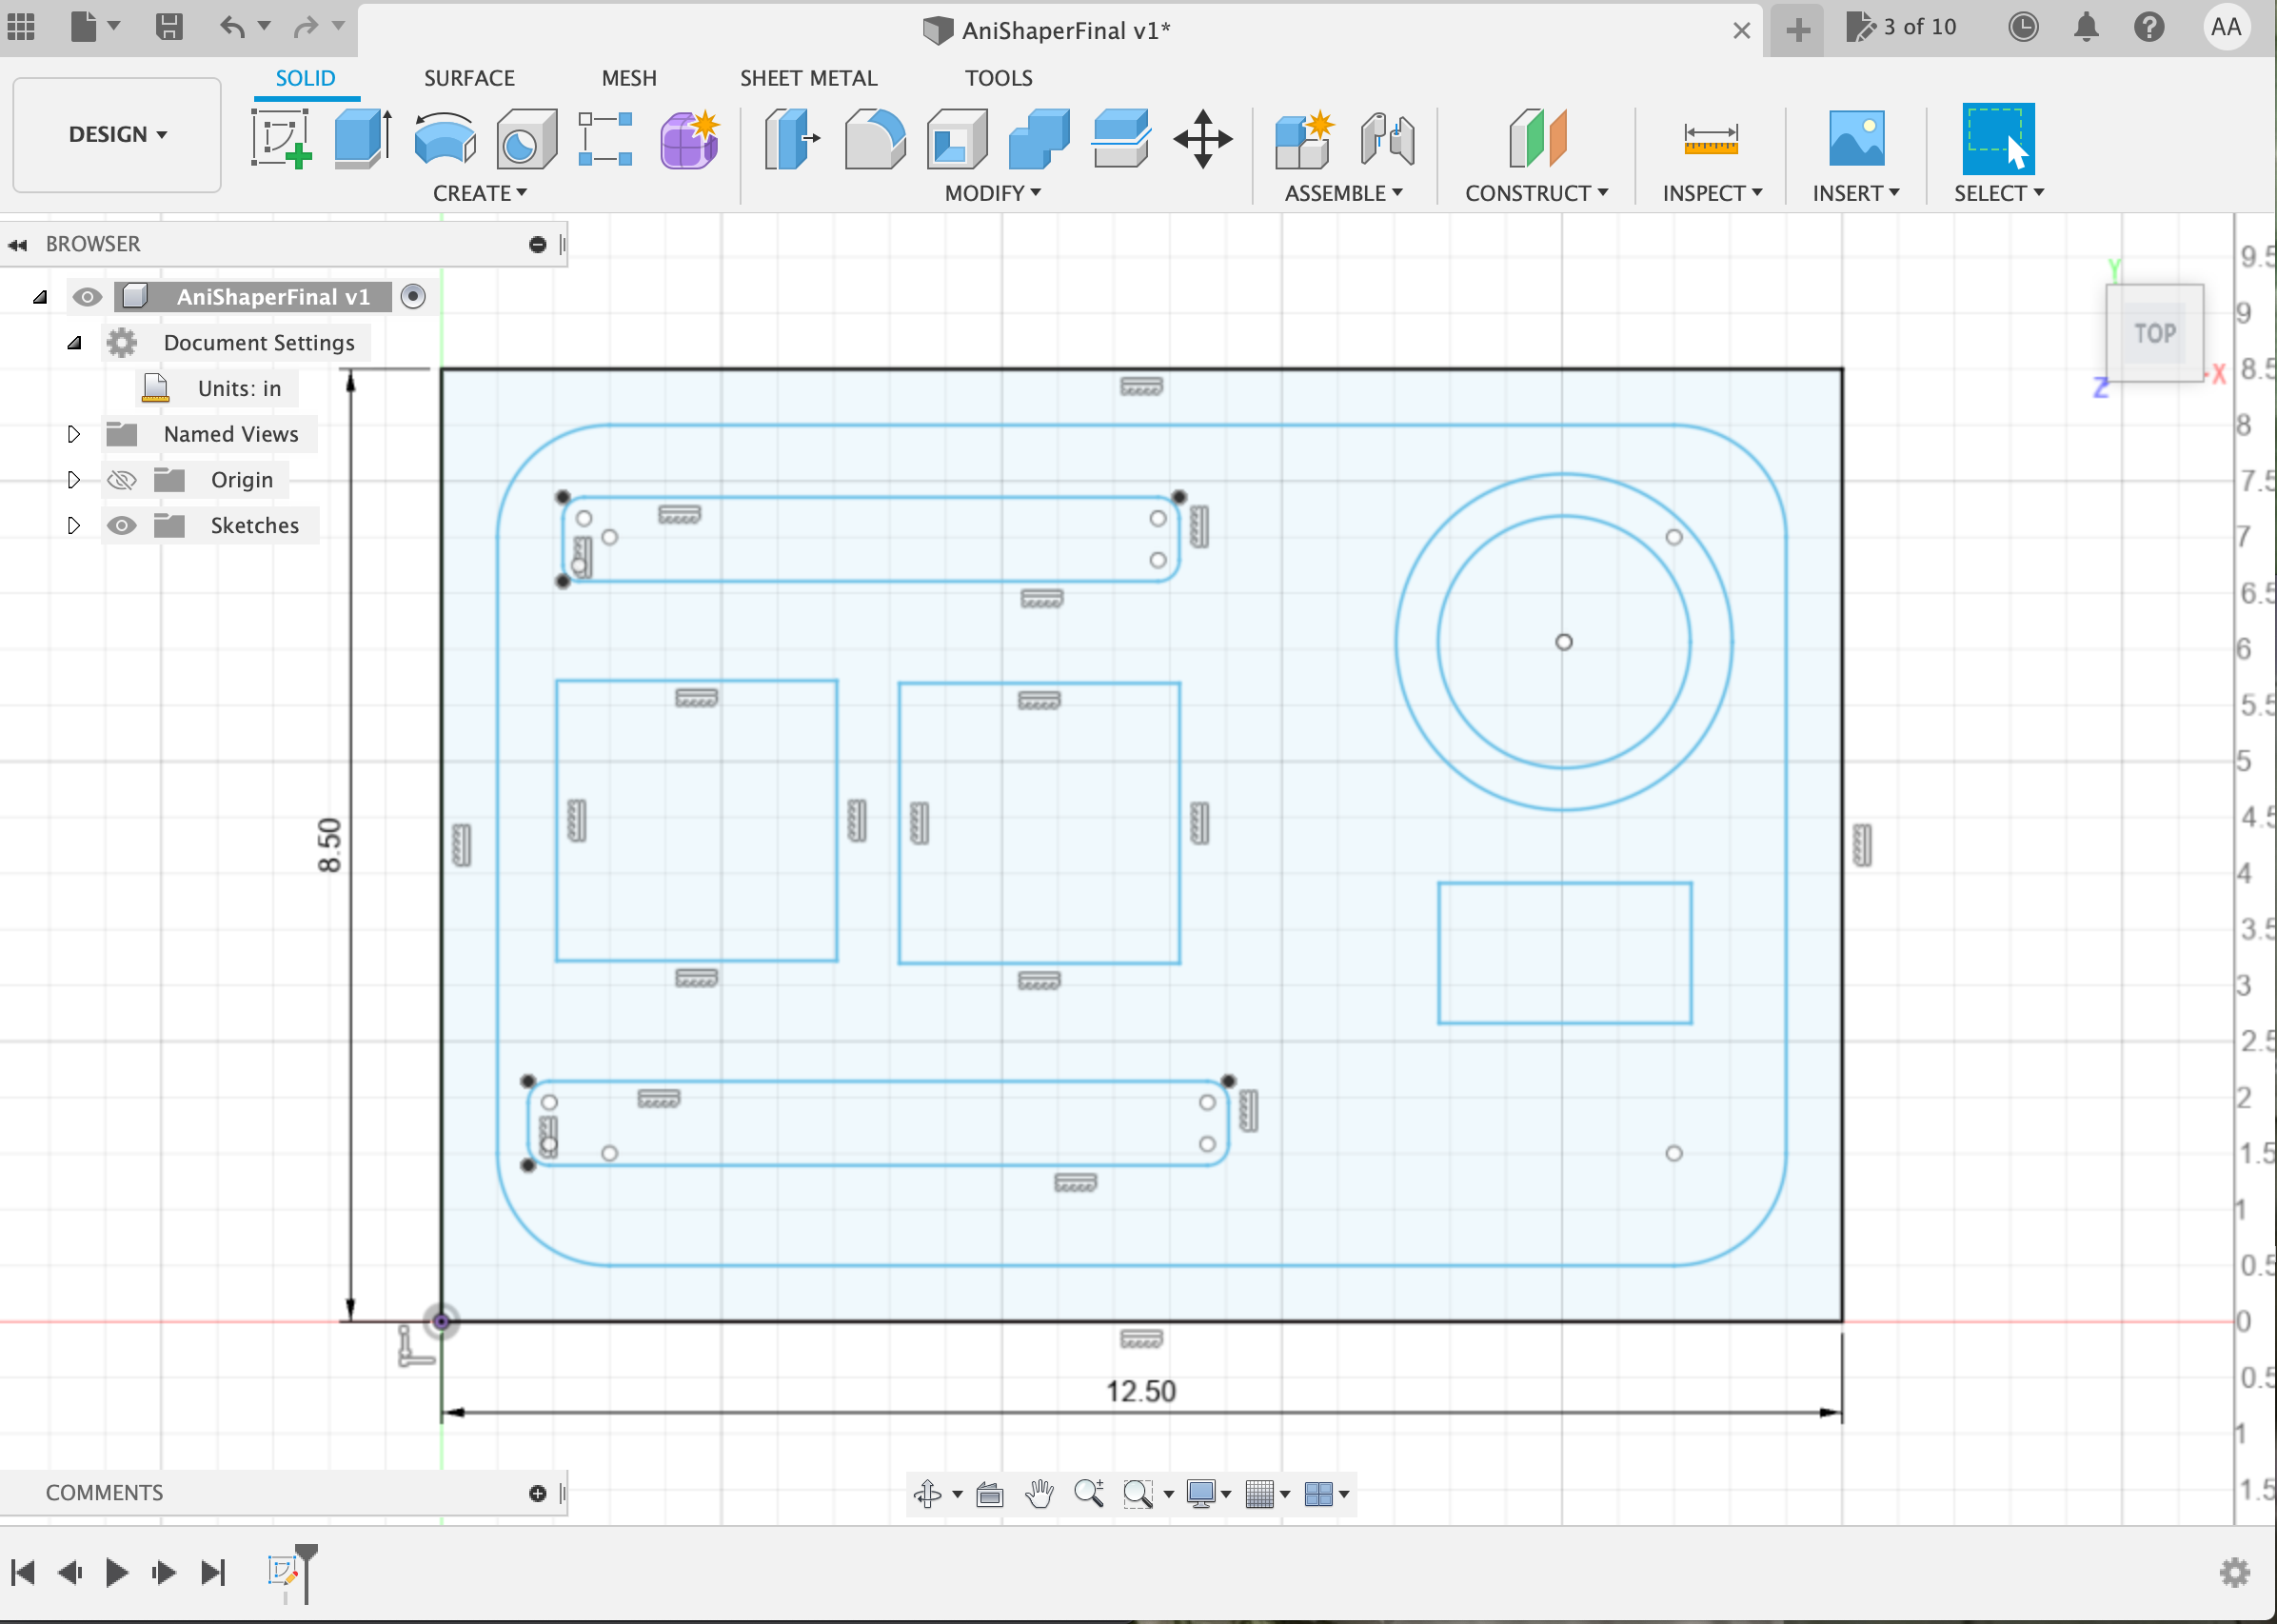 AniShaperFinal v1*
3 of 10
AA
SOLID
SURFACE
MESH
SHEET METAL
TOOLS
DESIGN
CREATE
MODIFY
ASSEMBLE
CONSTRUCT
INSPECT
INSERT
SELECT
BROWSER
AniShaperFinal v1
Document Settings
Units: in
Named Views
Origin
Sketches
Y
TOP
X
Z
9.5
9
8.5
8
7.5
7
6.5
6
5.5
5
4.5
4
3.5
3
2.5
2
1.5
1
0.5
0
0.5
1
1.5
8.50
12.50
COMMENTS